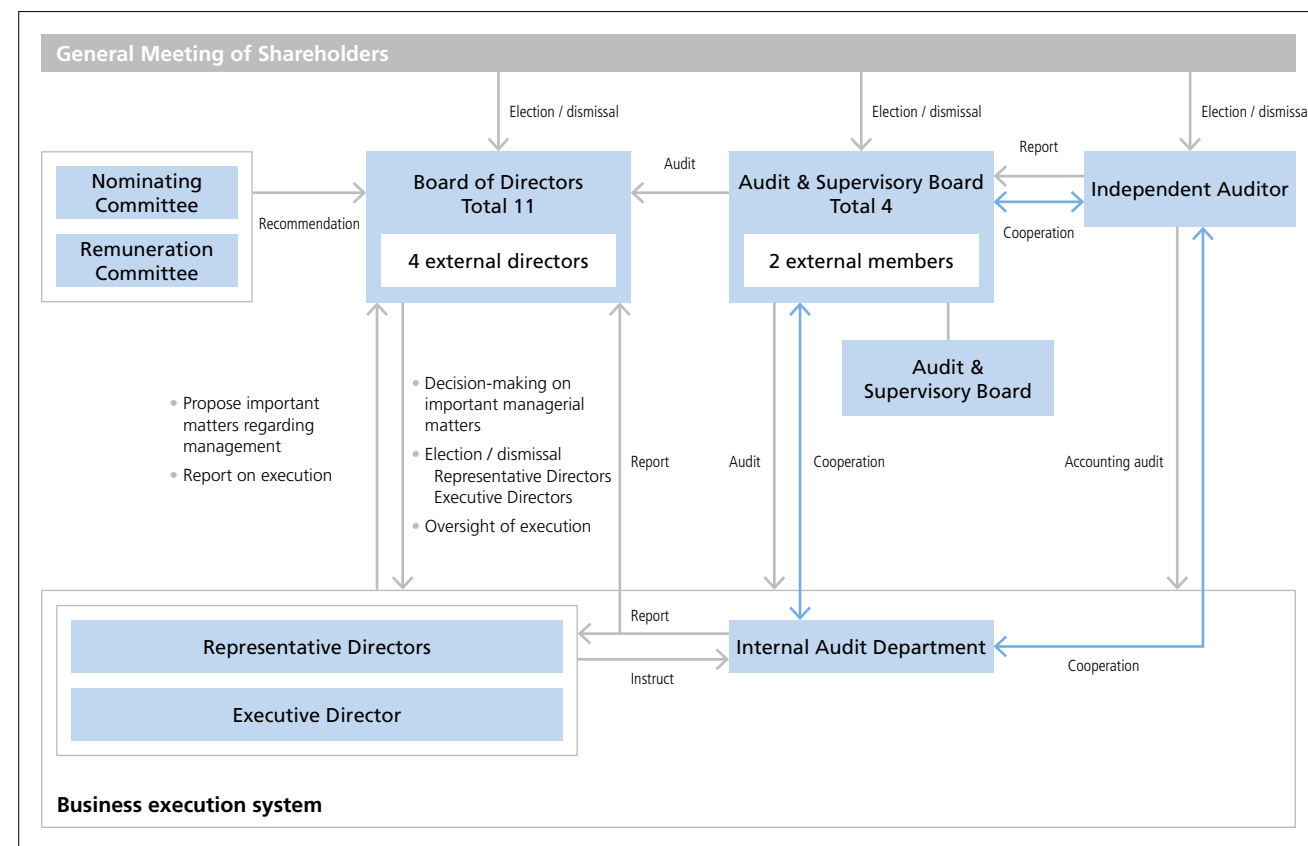 General Meeting of Shareholders
Election / dismissal
Election / dismissal
Election / dismissa
Nominating
Committee
Remuneration
Committee
Recommendation
Board of Directors
Total 11
4 external directors
Audit
Audit & Supervisory Board
Total 4
2 external members
Report
Cooperation
Independent Auditor
Audit &
Supervisory Board
• Propose important
matters regarding
management
• Report on execution
• Decision-making on
important managerial
matters
• Election / dismissal
Representative Directors
Executive Directors
• Oversight of execution
Report
Audit
Cooperation
Accounting audit
Representative Directors
Executive Director
Report
Instruct
Internal Audit Department
Cooperation
Business execution system